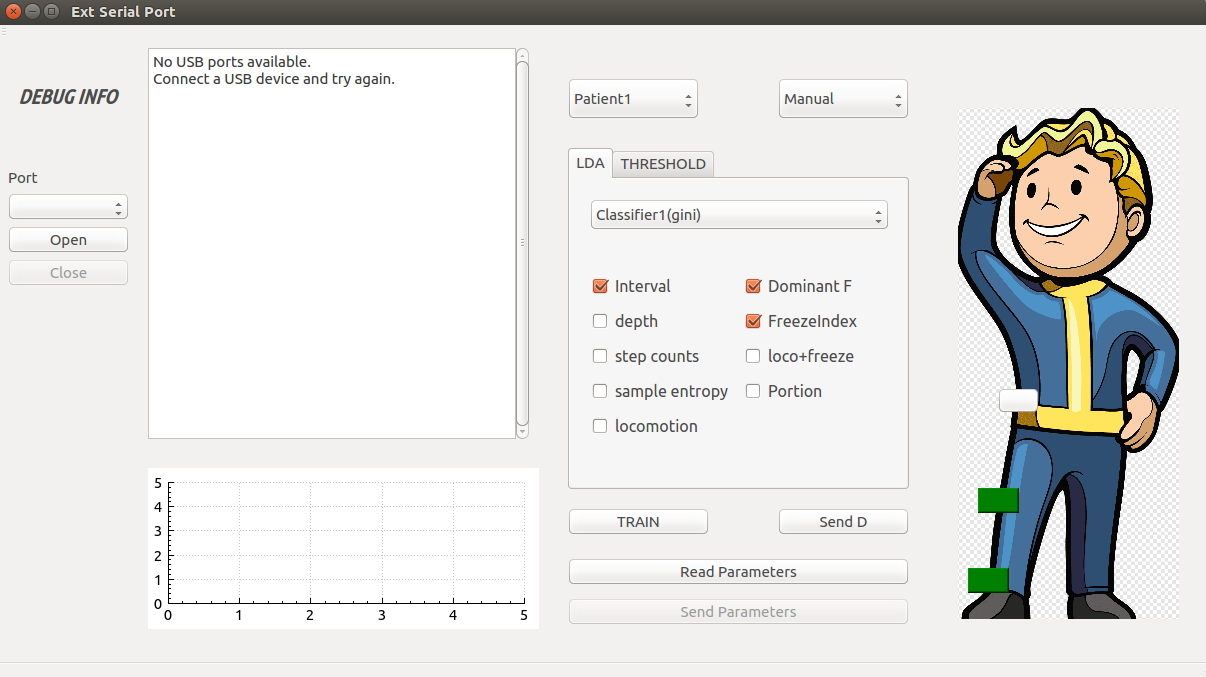 Ext Serial Port
DEBUG INFO
No USB ports available.
Connect a USB device and try again.
Port
Open
Close
5
4
3
2
1
0
0 1 2 3 4 5
Patient1
Manual
LDA THRESHOLD
Classifier1(gini)
Interval Dominant F
depth FreezeIndex
step counts loco+freeze
sample entropy Portion
locomotion
TRAIN Send D
Read Parameters
Send Parameters